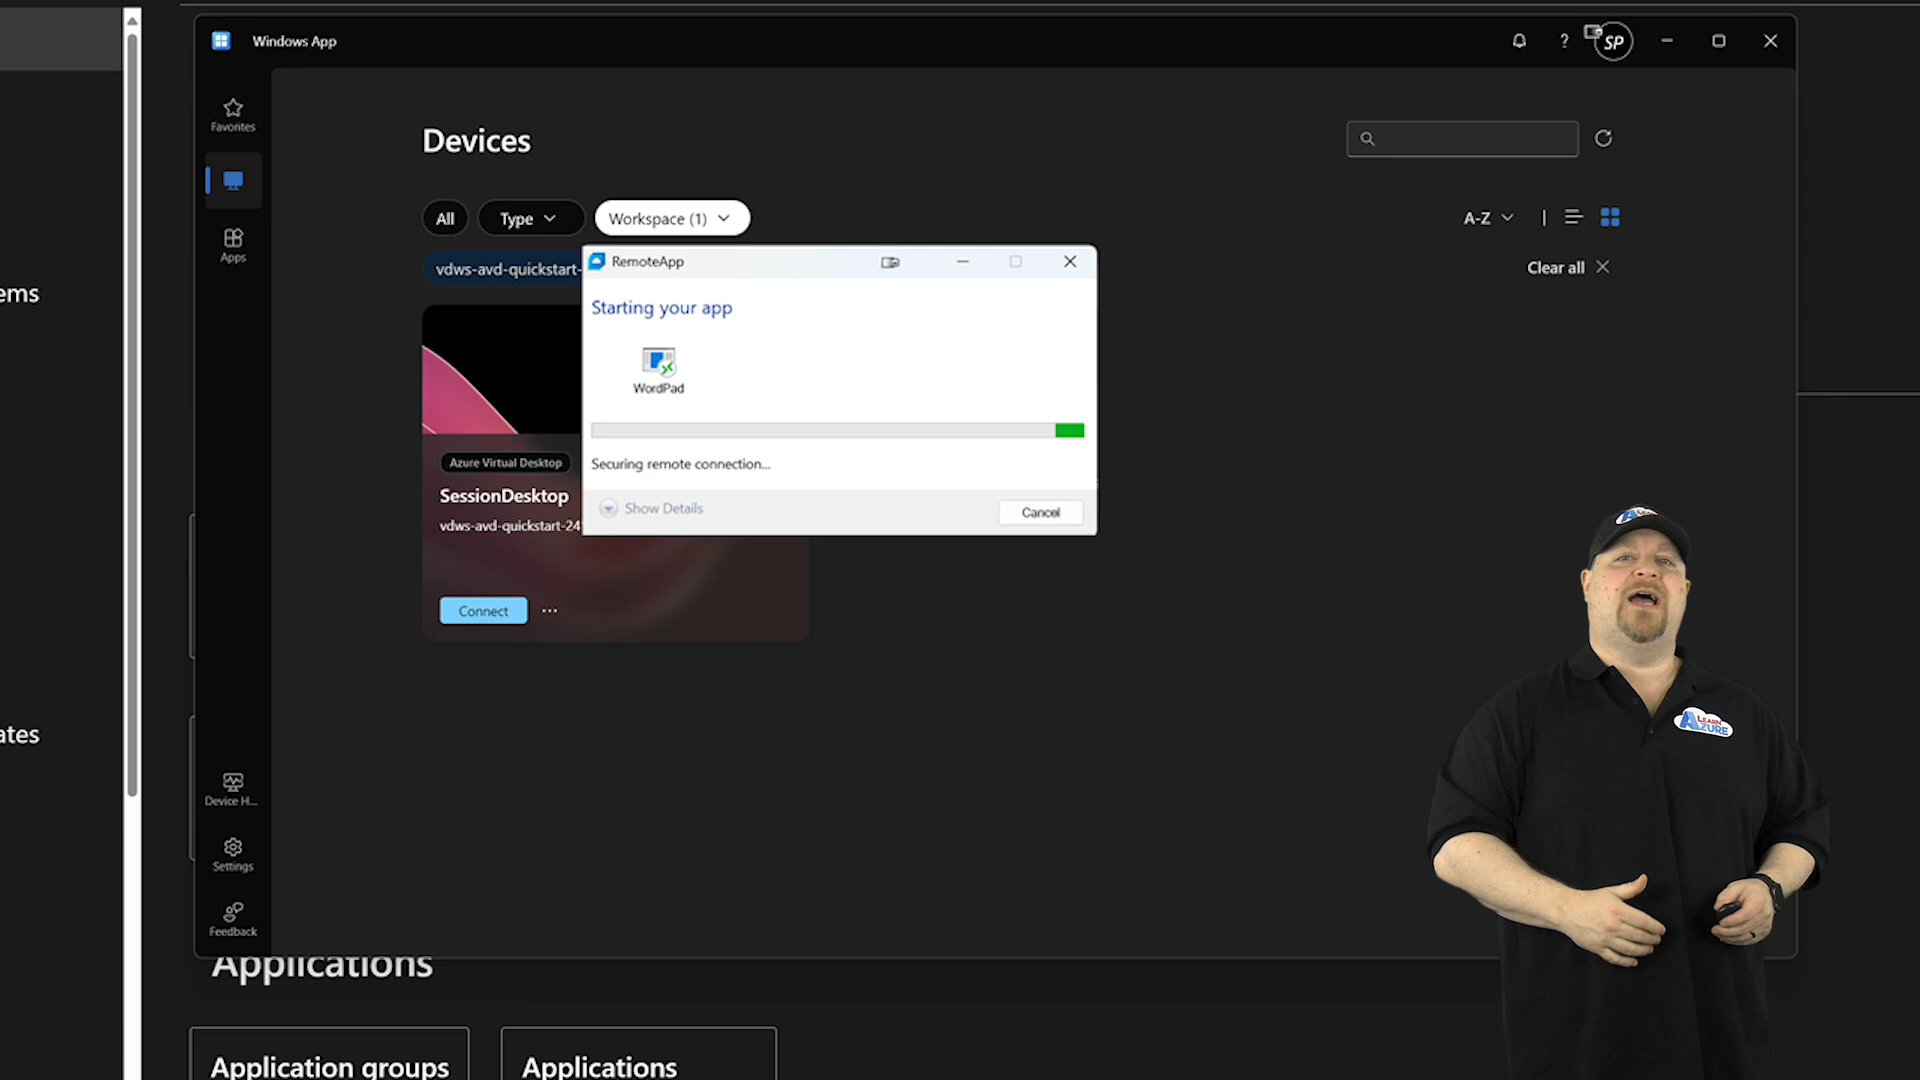 Windows App
?
SP
Favorites
Devices
ems
Apps
All
Type
Workspace (1)
A-Z
vdws-avd-quickstart-
Clear all
RemoteApp
Starting your app
WordPad
Securing remote connection...
Show Details
Cancel
Azure Virtual Desktop
SessionDesktop
vdws-avd-quickstart-24
Connect
ates
Device H...
Settings
Feedback
LEARN
AZURE
Applications
Application groups
Applications